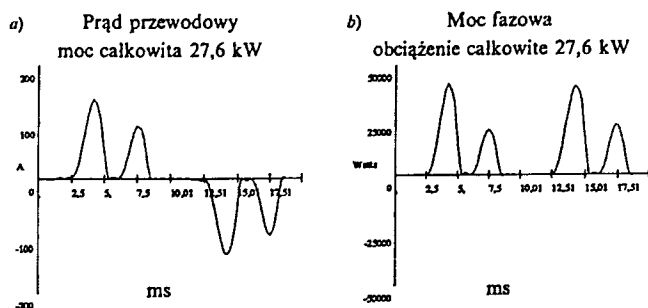 a)
Prąd przewodowy
moc całkowita 27,6 kW
200
100
A
0
2,5
5,
7,5
10,01
12,51
15,01
17,51
-100
-200
ms
b)
Moc fazowa
obciążenie całkowite 27,6 kW
50000
25000
Watts
0
2,5
5,
7,5
10,01
12,51
15,01
17,51
-25000
-50000
ms